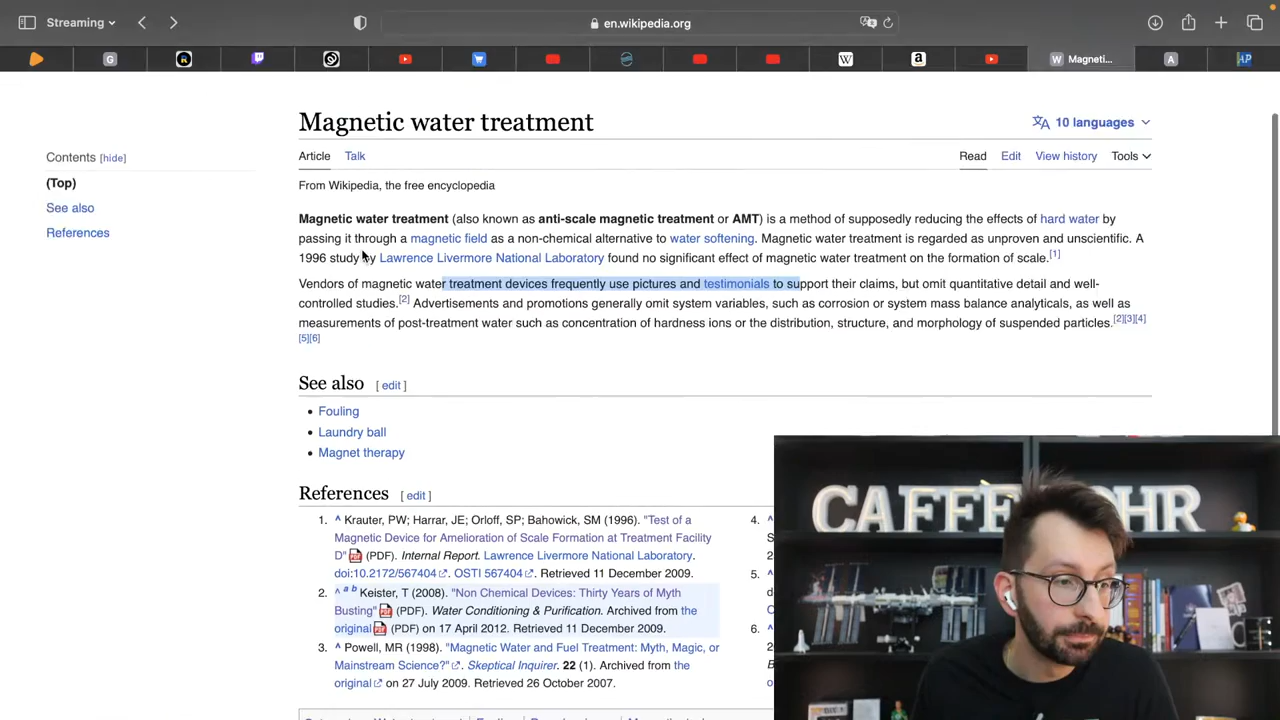 Streaming
en.wikipedia.org
G
R
W
a
W Magneti...
A
AP
Magnetic water treatment
10 languages
Contents [hide]
(Top)
See also
References
Article Talk Read Edit View history Tools
From Wikipedia, the free encyclopedia
Magnetic water treatment (also known as anti-scale magnetic treatment or AMT) is a method of supposedly reducing the effects of hard water by
passing it through a magnetic field as a non-chemical alternative to water softening. Magnetic water treatment is regarded as unproven and unscientific. A
1996 study by Lawrence Livermore National Laboratory found no significant effect of magnetic water treatment on the formation of scale.[1]
Vendors of magnetic water treatment devices frequently use pictures and testimonials to support their claims, but omit quantitative detail and well-
controlled studies.[2] Advertisements and promotions generally omit system variables, such as corrosion or system mass balance analyticals, as well as
measurements of post-treatment water such as concentration of hardness ions or the distribution, structure, and morphology of suspended particles.[2][3][4]
[5][6]
See also [ edit ]
• Fouling
• Laundry ball
• Magnet therapy
References [ edit ]
1. ^ Krauter, PW; Harrar, JE; Orloff, SP; Bahowick, SM (1996). "Test of a
Magnetic Device for Amelioration of Scale Formation at Treatment Facility
D" (PDF). Internal Report. Lawrence Livermore National Laboratory.
doi:10.2172/567404. OSTI 567404. Retrieved 11 December 2009.
2. ^ a b Keister, T (2008). "Non Chemical Devices: Thirty Years of Myth
Busting" (PDF). Water Conditioning & Purification. Archived from the
original (PDF) on 17 April 2012. Retrieved 11 December 2009.
3. ^ Powell, MR (1998). "Magnetic Water and Fuel Treatment: Myth, Magic, or
Mainstream Science?". Skeptical Inquirer. 22 (1). Archived from the
original on 27 July 2009. Retrieved 26 October 2007.
4. ^
5. ^
6. ^